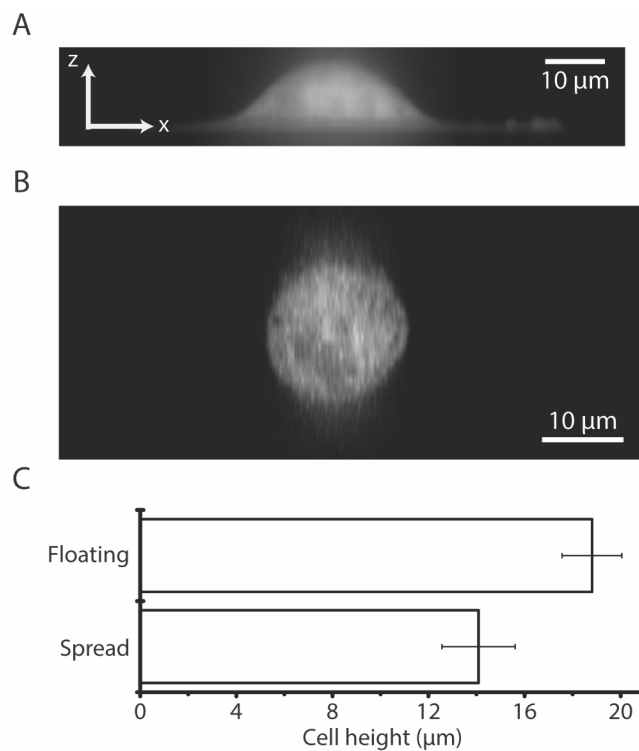 A
z
x
10 µm
B
10 µm
C
Floating
Spread
0 4 8 12 16 20
Cell height (µm)